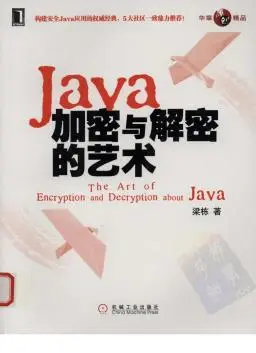 构建安全Java应用的权威经典，5大社区一致鼎力推荐！
华章
精品
Java
加密与解密
的艺术
The Art of
Encryption and Decryption about Java
梁栋 著
机械工业出版社
China Machine Press